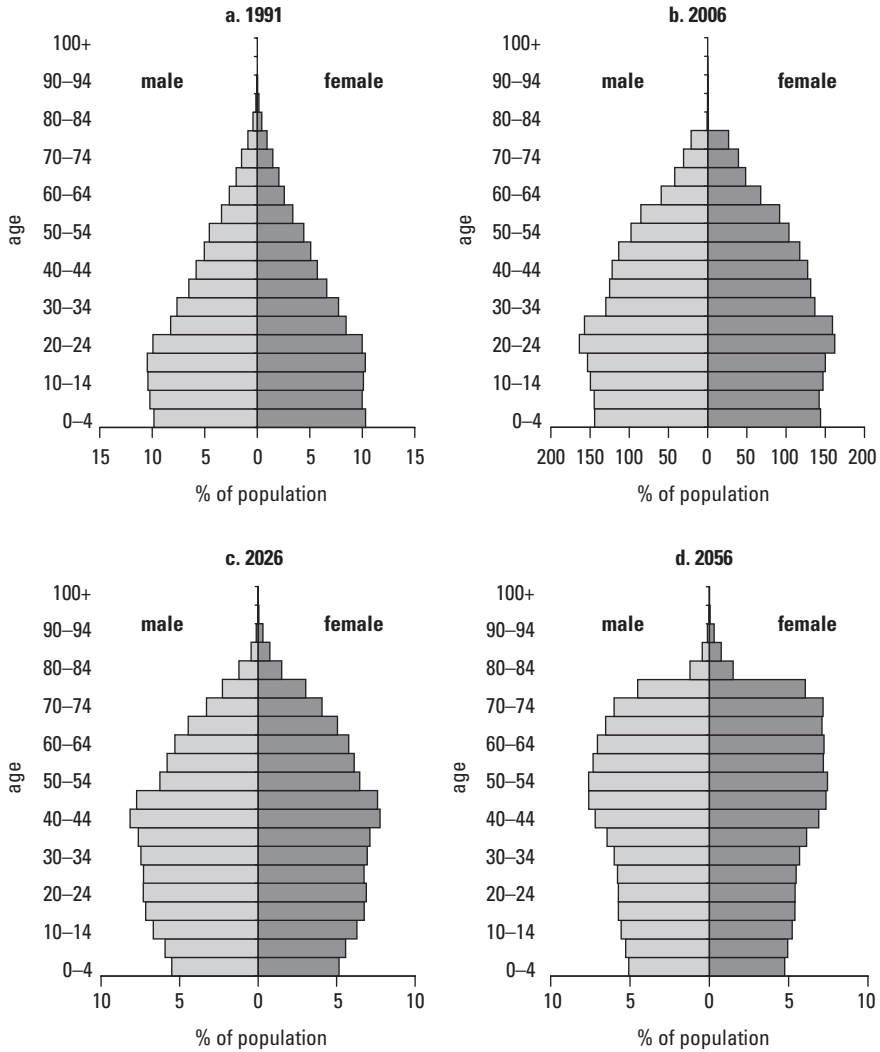 a. 1991
100+
90–94
80–84
70–74
60–64
50–54
40–44
30–34
20–24
10–14
0–4
age
male
female
15 10 5 0 5 10 15
% of population
b. 2006
100+
90–94
80–84
70–74
60–64
50–54
40–44
30–34
20–24
10–14
0–4
age
male
female
200 150 100 50 0 50 100 150 200
% of population
c. 2026
100+
90–94
80–84
70–74
60–64
50–54
40–44
30–34
20–24
10–14
0–4
age
male
female
10 5 0 5 10
% of population
d. 2056
100+
90–94
80–84
70–74
60–64
50–54
40–44
30–34
20–24
10–14
0–4
age
male
female
10 5 0 5 10
% of population